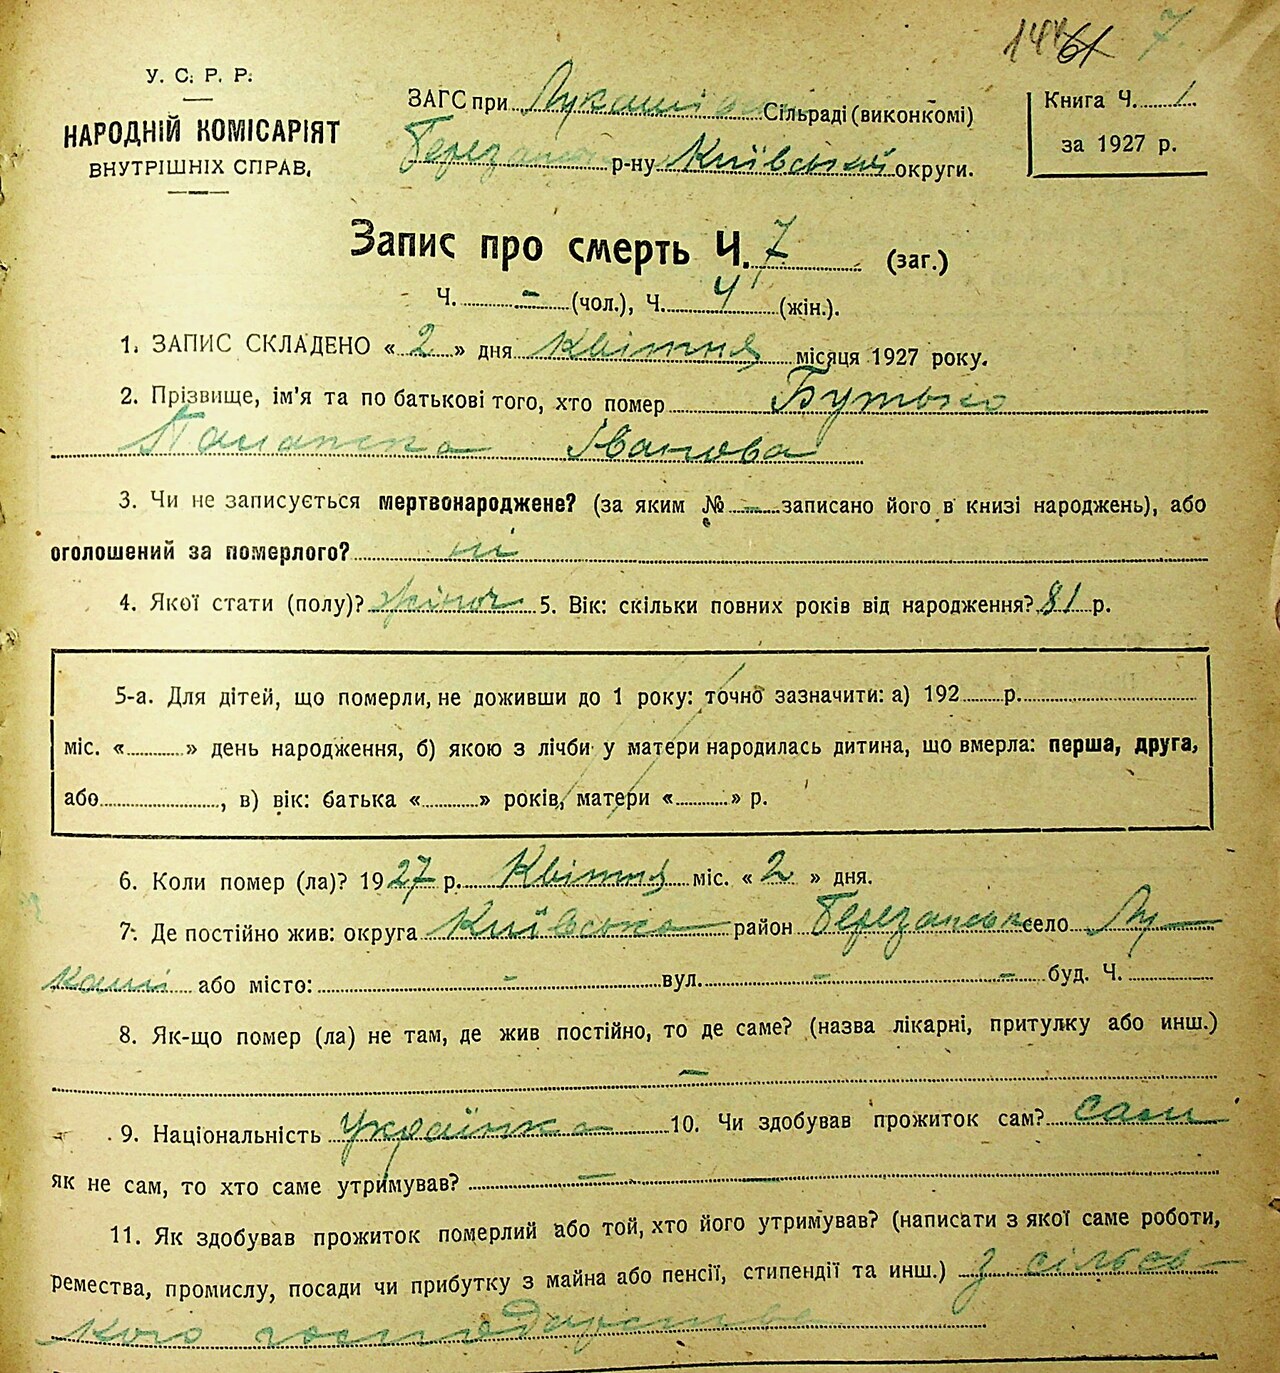 144 61 7
У. С. Р. Р.
НАРОДНІЙ КОМІСАРІЯТ
ВНУТРІШНІХ СПРАВ.
ЗАГС при Лукашівській Сільраді (виконкомі)
Березанськ р-ну Київський округи.
Книга Ч. 1
за 1927 р.
Запис про смерть Ч. 7 (заг.)
Ч. - (чол.), Ч. 4 (жін.).
1. ЗАПИС СКЛАДЕНО « 2 » дня квітня місяця 1927 року.
2. Прізвище, ім'я та по батькові того, хто помер Бутько
Палапска Іванова
3. Чи не записується мертвонароджене? (за яким № - записано його в книзі народжень), або
оголошений за померлого? ні
4. Якої стати (полу)? жіноч 5. Вік: скільки повних років від народження? 81 р.
5-а. Для дітей, що померли, не доживши до 1 року: точно зазначити: а) 192 р.
міс. « » день народження, б) якою з лічби у матери народилась дитина, що вмерла: перша, друга,
або , в) вік: батька « » років, матери « » р.
6. Коли помер (ла)? 1927 р. Квітня міс. « 2 » дня.
7. Де постійно жив: округа Київська район Березанськ село Лу-
каші або місто: - вул. - - буд. Ч.
8. Як-що помер (ла) не там, де жив постійно, то де саме? (назва лікарні, притулку або инш.)
-
9. Національність Українка 10. Чи здобував прожиток сам? сам
як не сам, то хто саме утримував? -
11. Як здобував прожиток померлий або той, хто його утримував? (написати з якої саме роботи,
ремества, промислу, посади чи прибутку з майна або пенсії, стипендії та инш.) з сільсь-
кого господарства